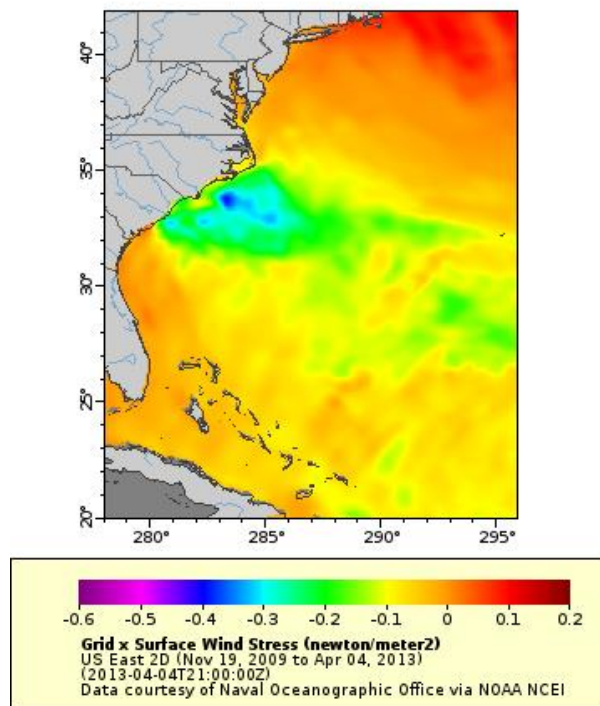 40°
35°
30°
25°
20°
280° 285° 290° 295°
-0.6 -0.5 -0.4 -0.3 -0.2 -0.1 0 0.1 0.2
Grid x Surface Wind Stress (newton/meter2)
US East 2D (Nov 19, 2009 to Apr 04, 2013)
(2013-04-04T21:00:00Z)
Data courtesy of Naval Oceanographic Office via NOAA NCEI